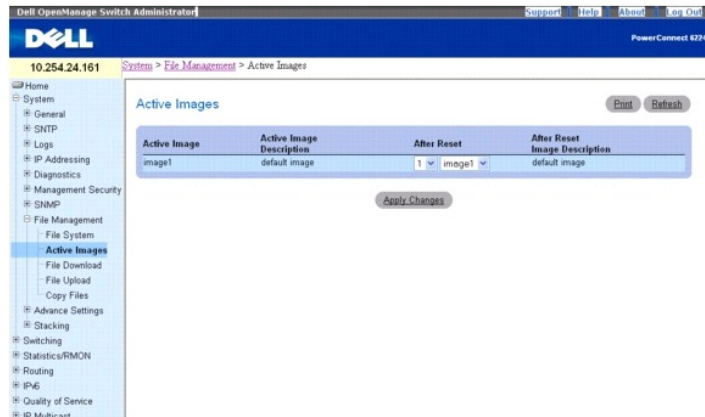 Dell OpenManage Switch Administrator
Support Help About Log Out
DELL
PowerConnect 6224
10.254.24.161
System > File Management > Active Images
Home
System
General
SNTP
Logs
IP Addressing
Diagnostics
Management Security
SNMP
File Management
File System
Active Images
File Download
File Upload
Copy Files
Advance Settings
Stacking
Switching
Statistics/RMON
Routing
IPv6
Quality of Service
IP Multicast
Active Images
Print Refresh
Active Image
Active Image Description
After Reset
After Reset Image Description
image1
default image
1 image1
default image
Apply Changes